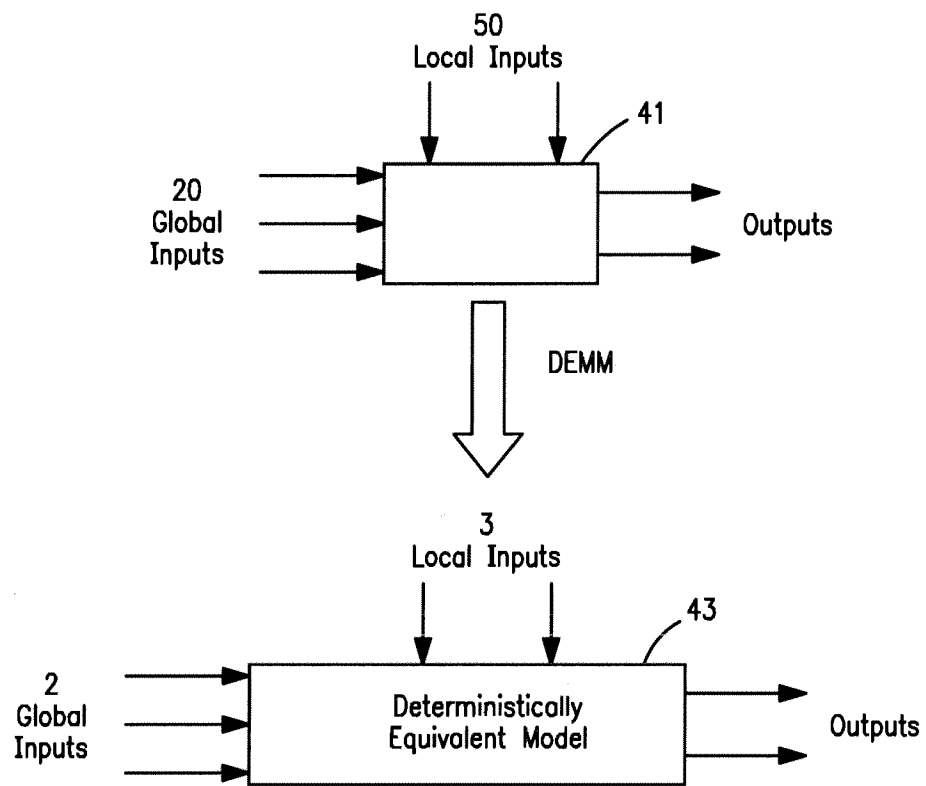 50
Local Inputs
41
20
Global
Inputs
Outputs
DEMM
3
Local Inputs
43
2
Global
Inputs
Deterministically
Equivalent Model
Outputs